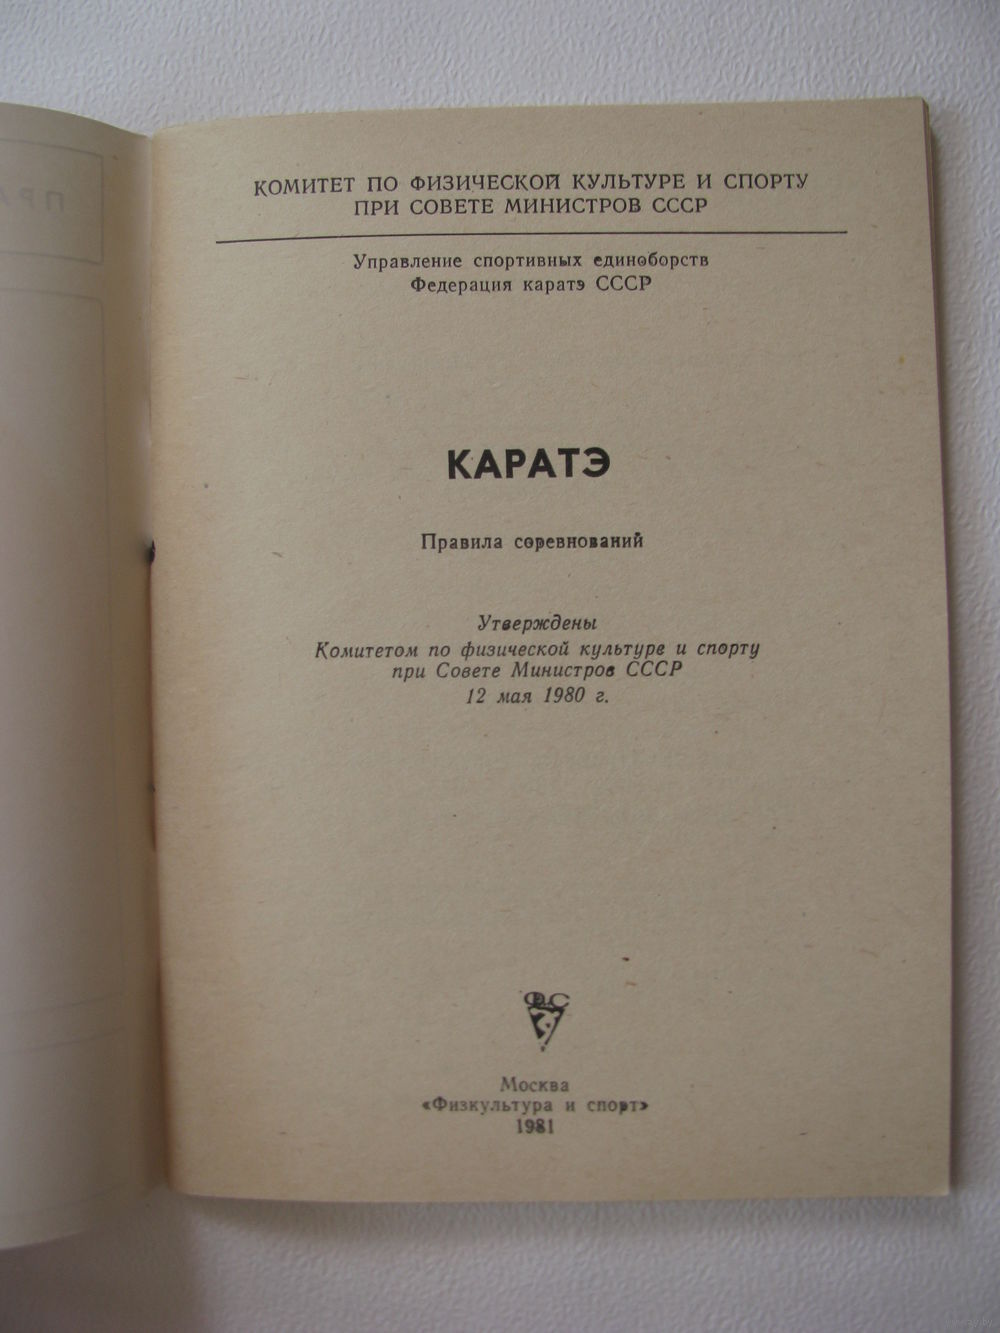 КОМИТЕТ ПО ФИЗИЧЕСКОЙ КУЛЬТУРЕ И СПОРТУ
ПРИ СОВЕТЕ МИНИСТРОВ СССР
Управление спортивных единоборств
Федерация каратэ СССР
КАРАТЭ
Правила соревнований
Утверждены
Комитетом по физической культуре и спорту
при Совете Министров СССР
12 мая 1980 г.
ФиС
Москва
«Физкультура и спорт»
1981